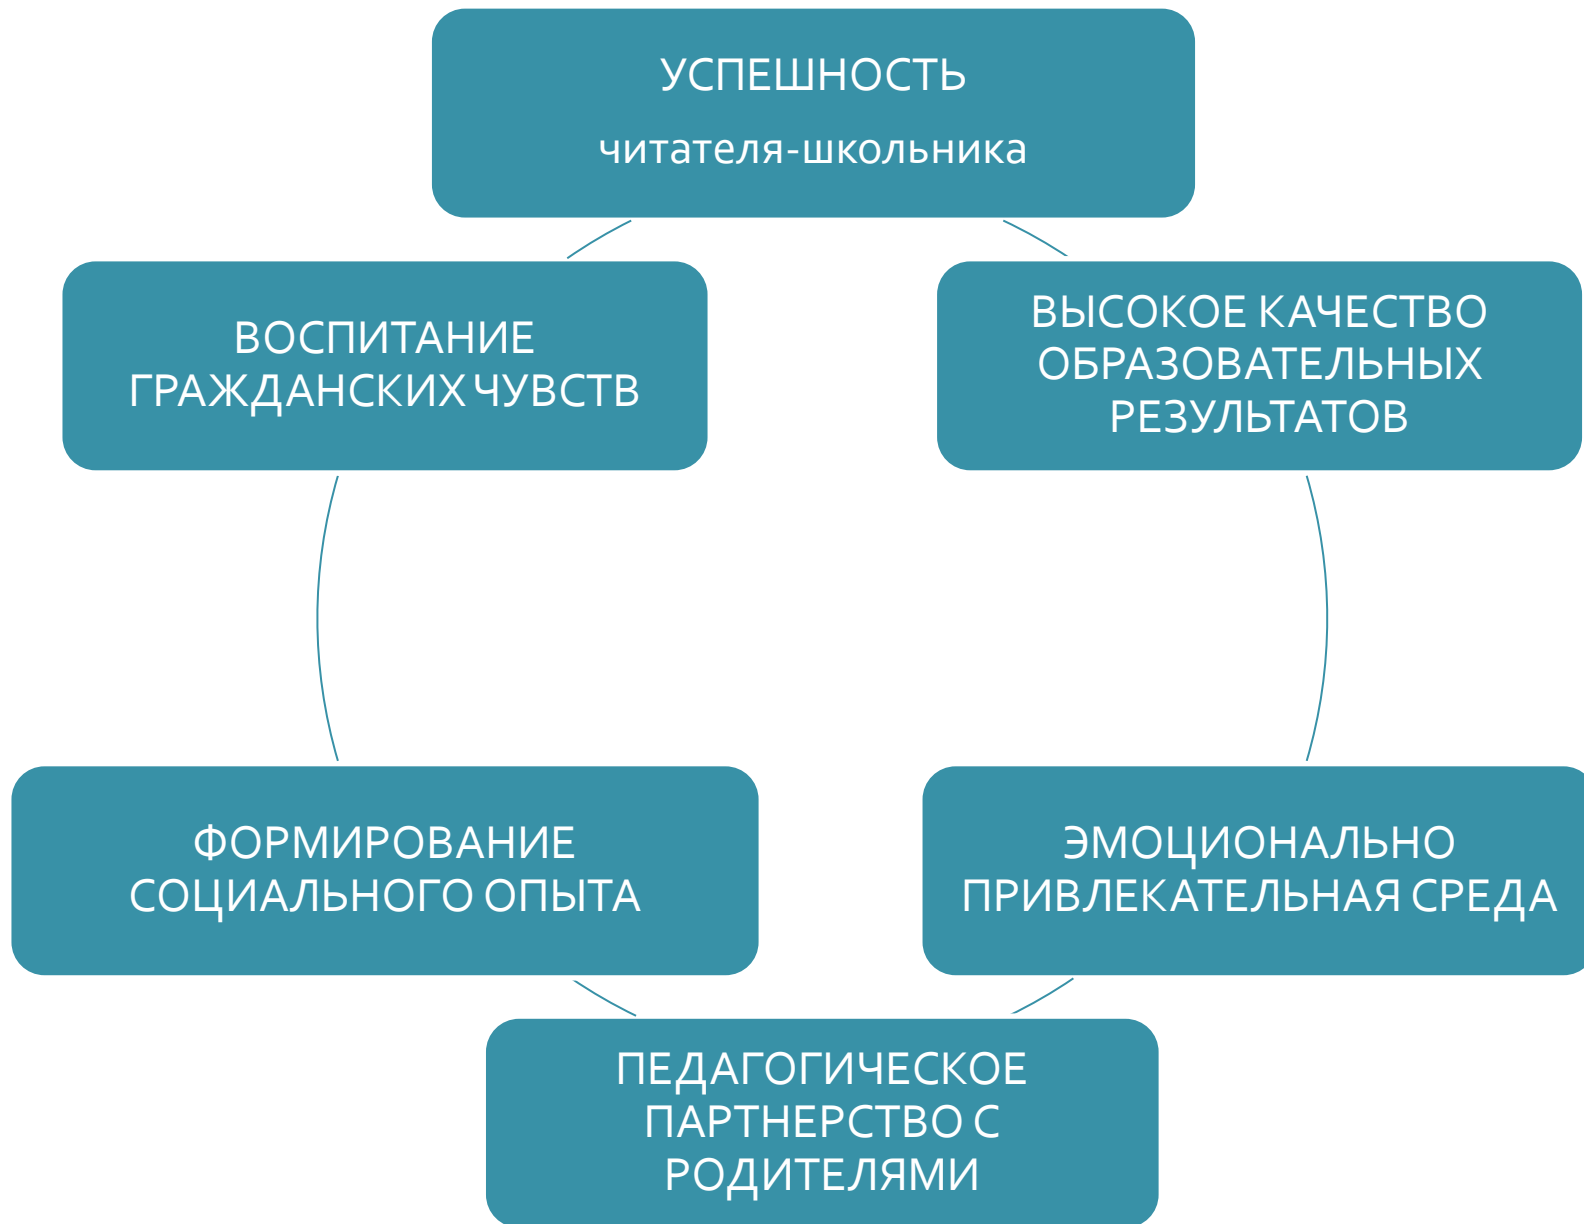 УСПЕШНОСТЬ
читателя-школьника
ВОСПИТАНИЕ
ГРАЖДАНСКИХ ЧУВСТВ
ВЫСОКОЕ КАЧЕСТВО
ОБРАЗОВАТЕЛЬНЫХ
РЕЗУЛЬТАТОВ
ФОРМИРОВАНИЕ
СОЦИАЛЬНОГО ОПЫТА
ЭМОЦИОНАЛЬНО
ПРИВЛЕКАТЕЛЬНАЯ СРЕДА
ПЕДАГОГИЧЕСКОЕ
ПАРТНЕРСТВО С
РОДИТЕЛЯМИ